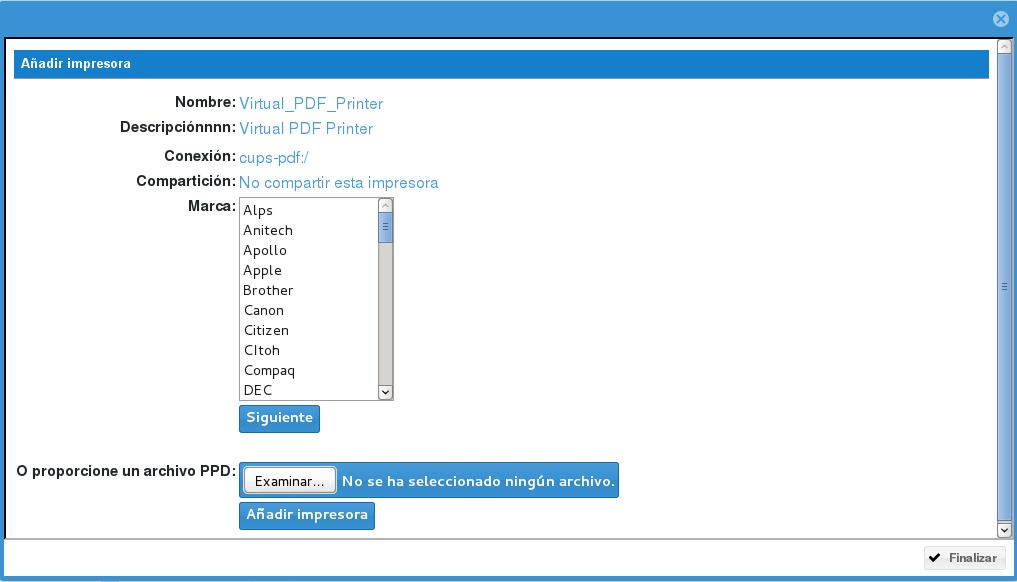 Añadir impresora
Nombre: Virtual_PDF_Printer
Descripciónnnn: Virtual PDF Printer
Conexión: cups-pdf:/
Compartición: No compartir esta impresora
Marca: Alps
Anitech
Apollo
Apple
Brother
Canon
Citizen
CItoh
Compaq
DEC
Siguiente
O proporcione un archivo PPD: Examinar... No se ha seleccionado ningún archivo.
Añadir impresora
Finalizar